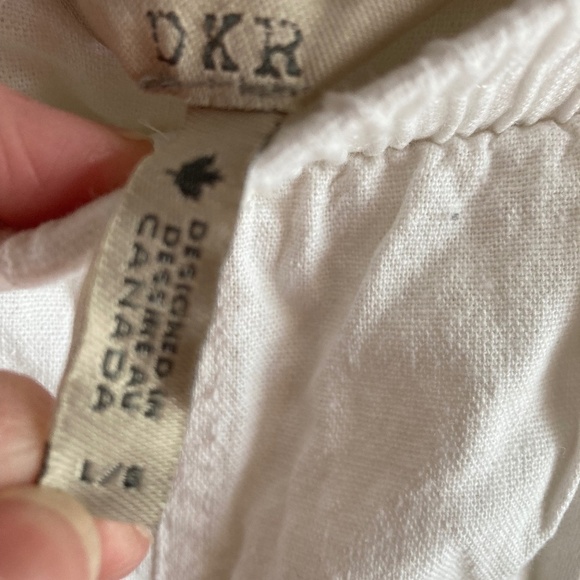 DKR
DESIGNED IN
DESSINÉ AU
CANADA
L/G